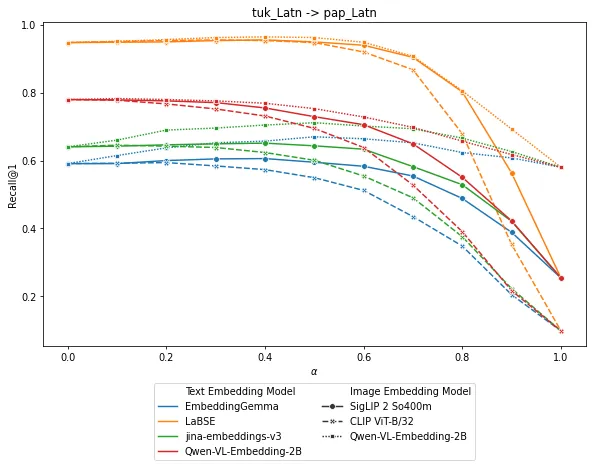 tuk_Latn -> pap_Latn
1.0
0.8
0.6
0.4
0.2
Recall@1
0.0 0.2 0.4 0.6 0.8 1.0
α
Text Embedding Model Image Embedding Model
EmbeddingGemma SigLIP 2 So400m
LaBSE CLIP ViT-B/32
jina-embeddings-v3 Qwen-VL-Embedding-2B
Qwen-VL-Embedding-2B